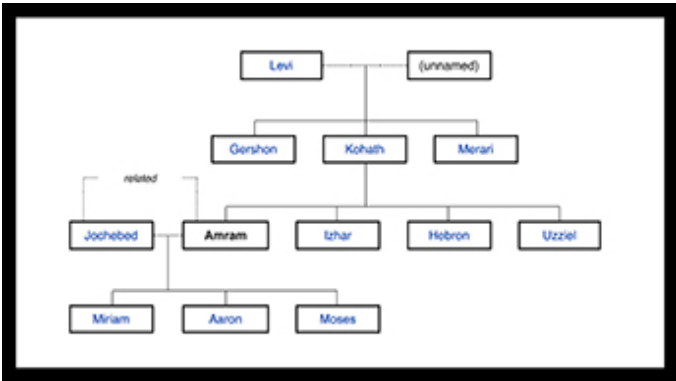 Levi (unnamed)
Gershon Kohath Merari
related
Jochebed Amram Izhar Hebron Uzziel
Miriam Aaron Moses